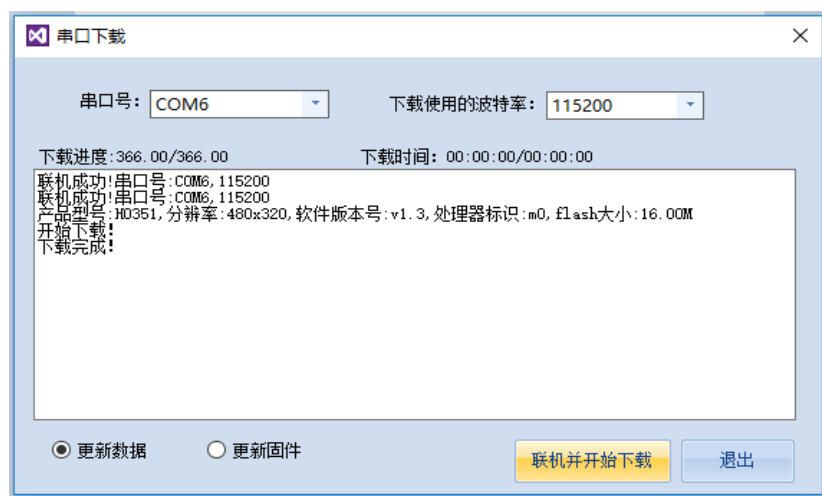 串口下载
串口号: COM6 下载使用的波特率: 115200
下载进度:366.00/366.00 下载时间: 00:00:00/00:00:00
联机成功!串口号:COM6,115200
联机成功!串口号:COM6,115200
产品型号:H0351,分辨率:480x320,软件版本号:v1.3,处理器标识:m0,flash大小:16.00M
开始下载!
下载完成!
更新数据 更新固件 联机并开始下载 退出